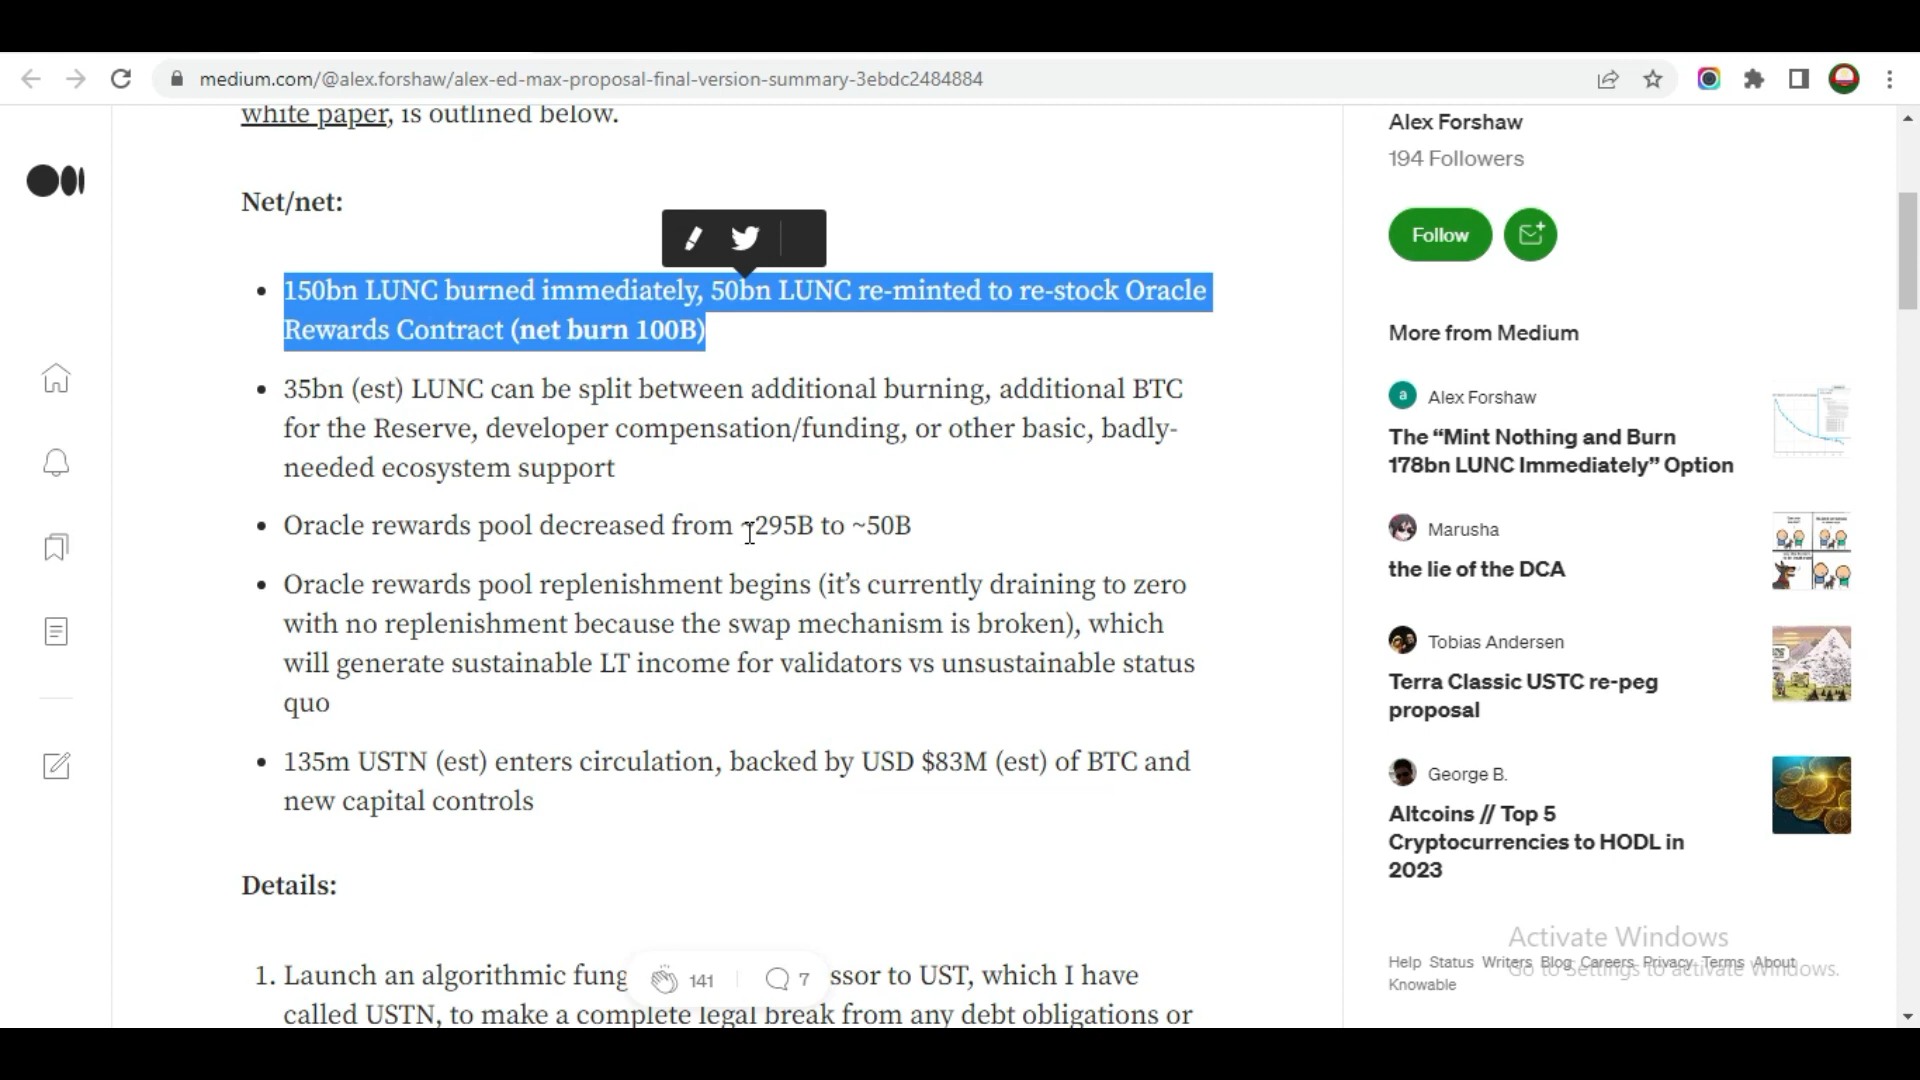 medium.com/@alex.forshaw/alex-ed-max-proposal-final-version-summary-3ebdc2484884
white paper, is outlined below.
Net/net:
150bn LUNC burned immediately, 50bn LUNC re-minted to re-stock Oracle
Rewards Contract (net burn 100B)
35bn (est) LUNC can be split between additional burning, additional BTC
for the Reserve, developer compensation/funding, or other basic, badly-
needed ecosystem support
Oracle rewards pool decreased from ~295B to ~50B
Oracle rewards pool replenishment begins (it's currently draining to zero
with no replenishment because the swap mechanism is broken), which
will generate sustainable LT income for validators vs unsustainable status
quo
135m USTN (est) enters circulation, backed by USD $83M (est) of BTC and
new capital controls
Details:
1. Launch an algorithmic fung ssor to UST, which I have
called USTN, to make a complete legal break from any debt obligations or
141
7
Alex Forshaw
194 Followers
Follow
More from Medium
a
Alex Forshaw
The “Mint Nothing and Burn
178bn LUNC Immediately” Option
Marusha
the lie of the DCA
Tobias Andersen
Terra Classic USTC re-peg
proposal
George B.
Altcoins // Top 5
Cryptocurrencies to HODL in
2023
Activate Windows
Go to Settings to activate Windows.
Help Status Writers Blog Careers Privacy Terms About
Knowable